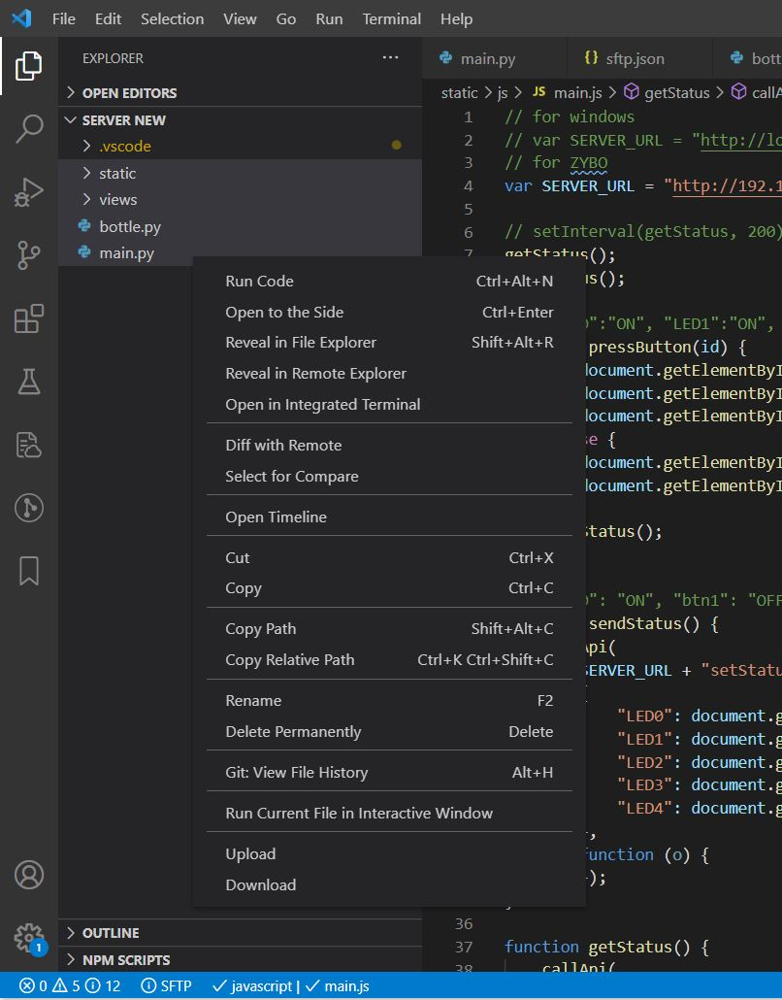 File Edit Selection View Go Run Terminal Help
EXPLORER ...
main.py
{} sftp.json
OPEN EDITORS
static > js > JS main.js > getStatus >
SERVER NEW
.vscode
static
views
bottle.py
main.py
1 // for windows
2 // var SERVER_URL = "http://lo
3 // for ZYBO
4 var SERVER_URL = "http://192.1
5
6 // setInterval(getStatus, 200)
7 getStatus();
us();
":"ON", "LED1":"ON",
pressButton(id) {
document.getElementByI
document.getElementByI
document.getElementByI
se {
document.getElementByI
document.getElementByI
Status();
": "ON", "btn1": "OFF
sendStatus() {
Api(
SERVER_URL + "setStatu
"LED0": document.g
"LED1": document.g
"LED2": document.g
"LED3": document.g
"LED4": document.g
,
function (o) {
);
36
37 function getStatus() {
38 callApi(
Run Code Ctrl+Alt+N
Open to the Side Ctrl+Enter
Reveal in File Explorer Shift+Alt+R
Reveal in Remote Explorer
Open in Integrated Terminal
Diff with Remote
Select for Compare
Open Timeline
Cut Ctrl+X
Copy Ctrl+C
Copy Path Shift+Alt+C
Copy Relative Path Ctrl+K Ctrl+Shift+C
Rename F2
Delete Permanently Delete
Git: View File History Alt+H
Run Current File in Interactive Window
Upload
Download
OUTLINE
NPM SCRIPTS
1
0 5 12 SFTP javascript | main.js